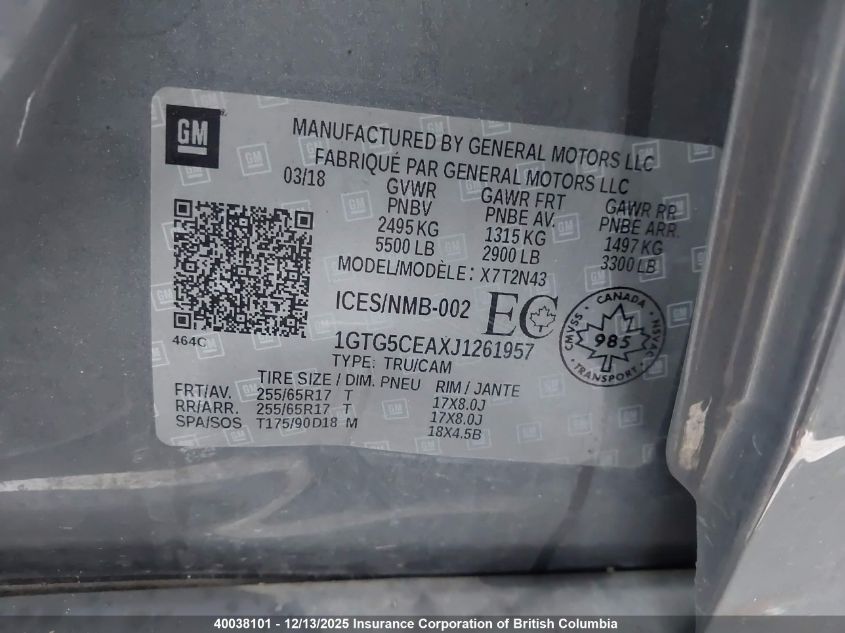 GM
MANUFACTURED BY GENERAL MOTORS LLC
FABRIQUÉ PAR GENERAL MOTORS LLC
03/18 GVWR GAWR FRT GAWR RR
PNBV PNBE AV. PNBE ARR.
2495 KG 1315 KG 1497 KG
5500 LB 2900 LB 3300 LB
MODEL/MODÈLE: X7T2N43
ICES/NMB-002 EC
CANADA
CMVSS 985 NSVAC
TRANSPORT
464C
1GTG5CEAXJ1261957
TYPE: TRU/CAM
TIRE SIZE / DIM. PNEU RIM / JANTE
FRT/AV. 255/65R17 T 17X8.0J
RR/ARR. 255/65R17 T 17X8.0J
SPA/SOS T175/90D18 M 18X4.5B
40038101 - 12/13/2025 Insurance Corporation of British Columbia